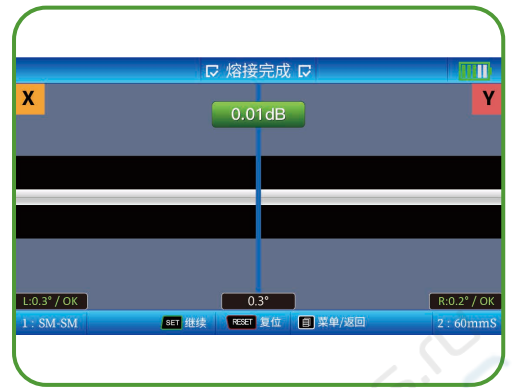 熔接完成
X
Y
0.01dB
L:0.3° / OK
0.3°
R:0.2° / OK
1 : SM-SM
SET 继续
RESET 复位
菜单/返回
2 : 60mmS